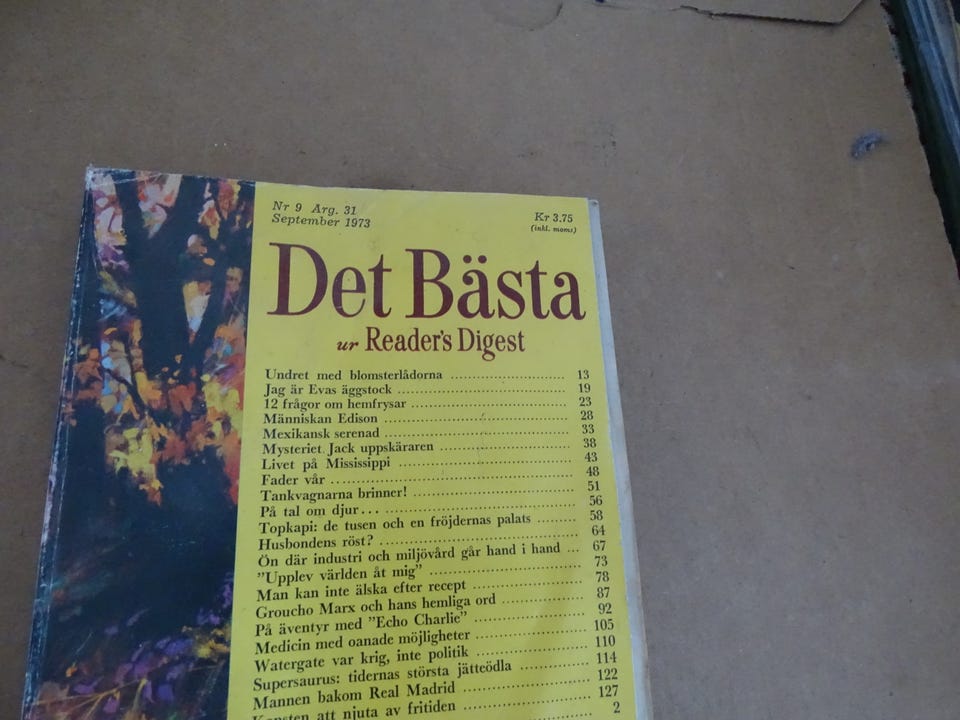 Nr 9 Årg. 31
September 1973
Kr 3.75
(inkl. moms)
Det Bästa
ur Reader's Digest
Undret med blomsterlådorna ........................ 13
Jag är Evas äggstock ................................... 19
12 frågor om hemfrysar ................................ 23
Människan Edison ...................................... 28
Mexikansk serenad ..................................... 33
Mysteriet Jack uppskäraren .......................... 38
Livet på Mississippi .................................... 43
Fader vår ................................................ 48
Tankvagnarna brinner! ................................. 51
På tal om djur... ....................................... 56
Topkapi: de tusen och en fröjdernas palats ........ 58
Husbondens röst? ....................................... 64
Ön där industri och miljövård går hand i hand ... 67
"Upplev världen åt mig" .............................. 73
Man kan inte älska efter recept ..................... 78
Groucho Marx och hans hemliga ord ................ 87
På äventyr med "Echo Charlie" ...................... 92
Medicin med oanade möjligheter .................... 105
Watergate var krig, inte politik ...................... 110
Supersaurus: tidernas största jätteödla ............. 114
Mannen bakom Real Madrid .......................... 122
Konsten att njuta av fritiden ......................... 127
2